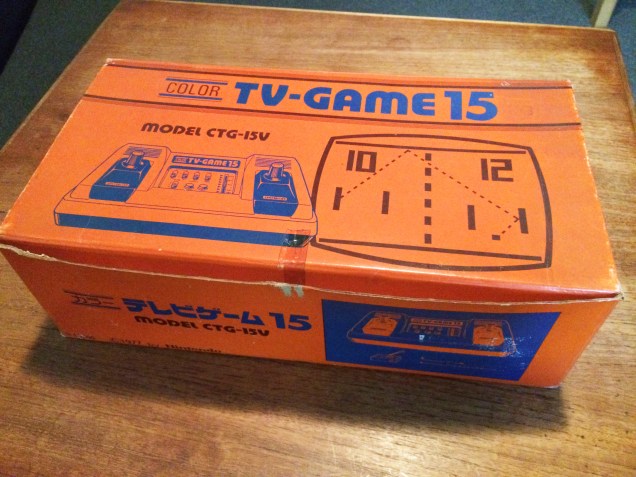 COLOR TV-GAME 15
MODEL CTG-15V
TV-GAME 15
10 12
カラー テレビゲーム 15
MODEL CTG-15V
Nintendo